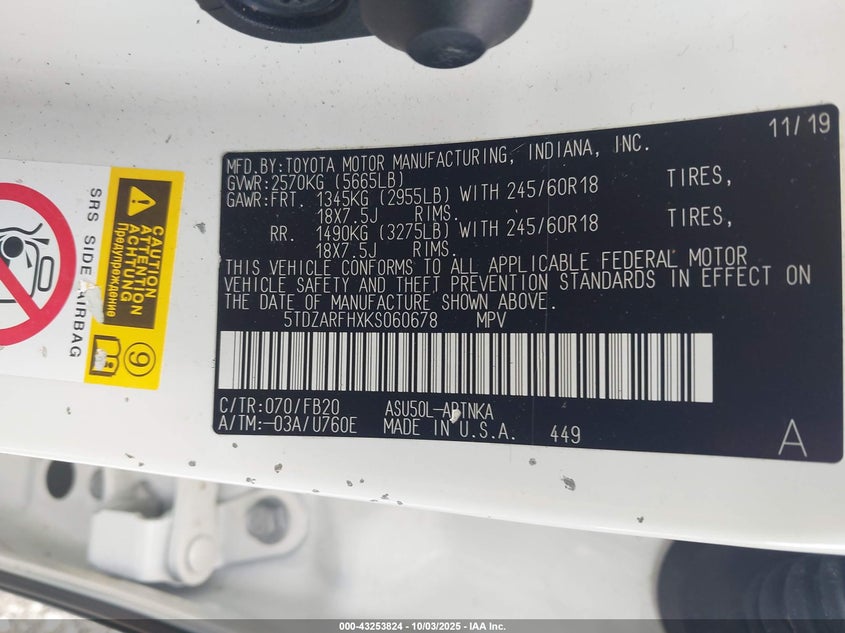 11/19
MFD.BY:TOYOTA MOTOR MANUFACTURING, INDIANA, INC.
GVWR:2570KG (5665LB)
GAWR:FRT. 1345KG (2955LB) WITH 245/60R18 TIRES,
18X7.5J RIMS.
RR. 1490KG (3275LB) WITH 245/60R18 TIRES,
18X7.5J RIMS.
THIS VEHICLE CONFORMS TO ALL APPLICABLE FEDERAL MOTOR
VEHICLE SAFETY AND THEFT PREVENTION STANDARDS IN EFFECT ON
THE DATE OF MANUFACTURE SHOWN ABOVE.
5TDZARFHXKS060678 MPV
C/TR:070/FB20 ASU50L-ARTNKA
A/TM:-03A/U760E MADE IN U.S.A. 449
A
CAUTION
ATTENTION
ACHTUNG
Предупреждение
9
SRS SIDE AIRBAG
000-43253824 | 10/03/2025 | IAA Inc.